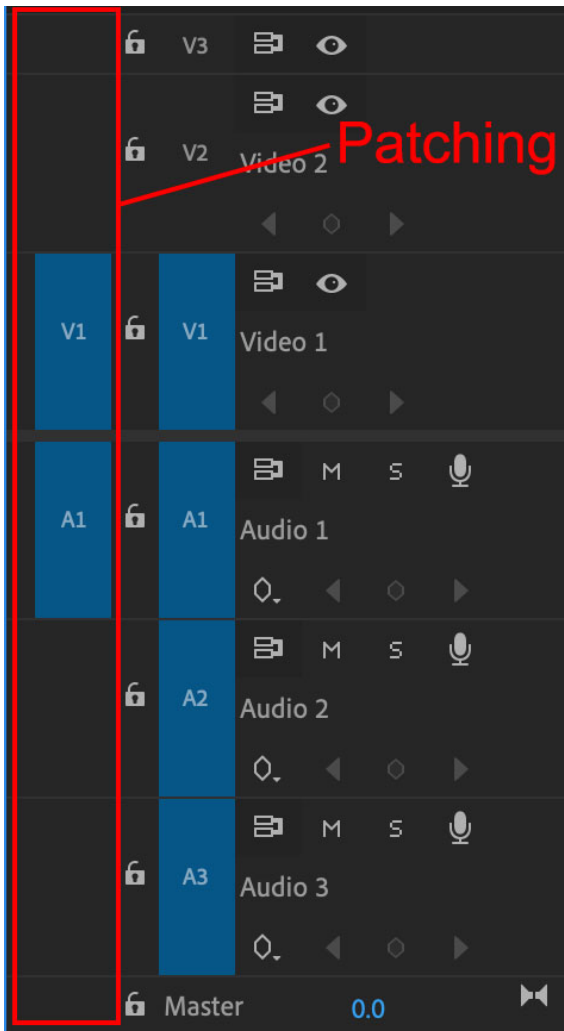 V3
V2
Patching
Video 2
V1 V1
Video 1
A1 A1 M S
Audio 1
A2 M S
Audio 2
A3 M S
Audio 3
Master 0.0